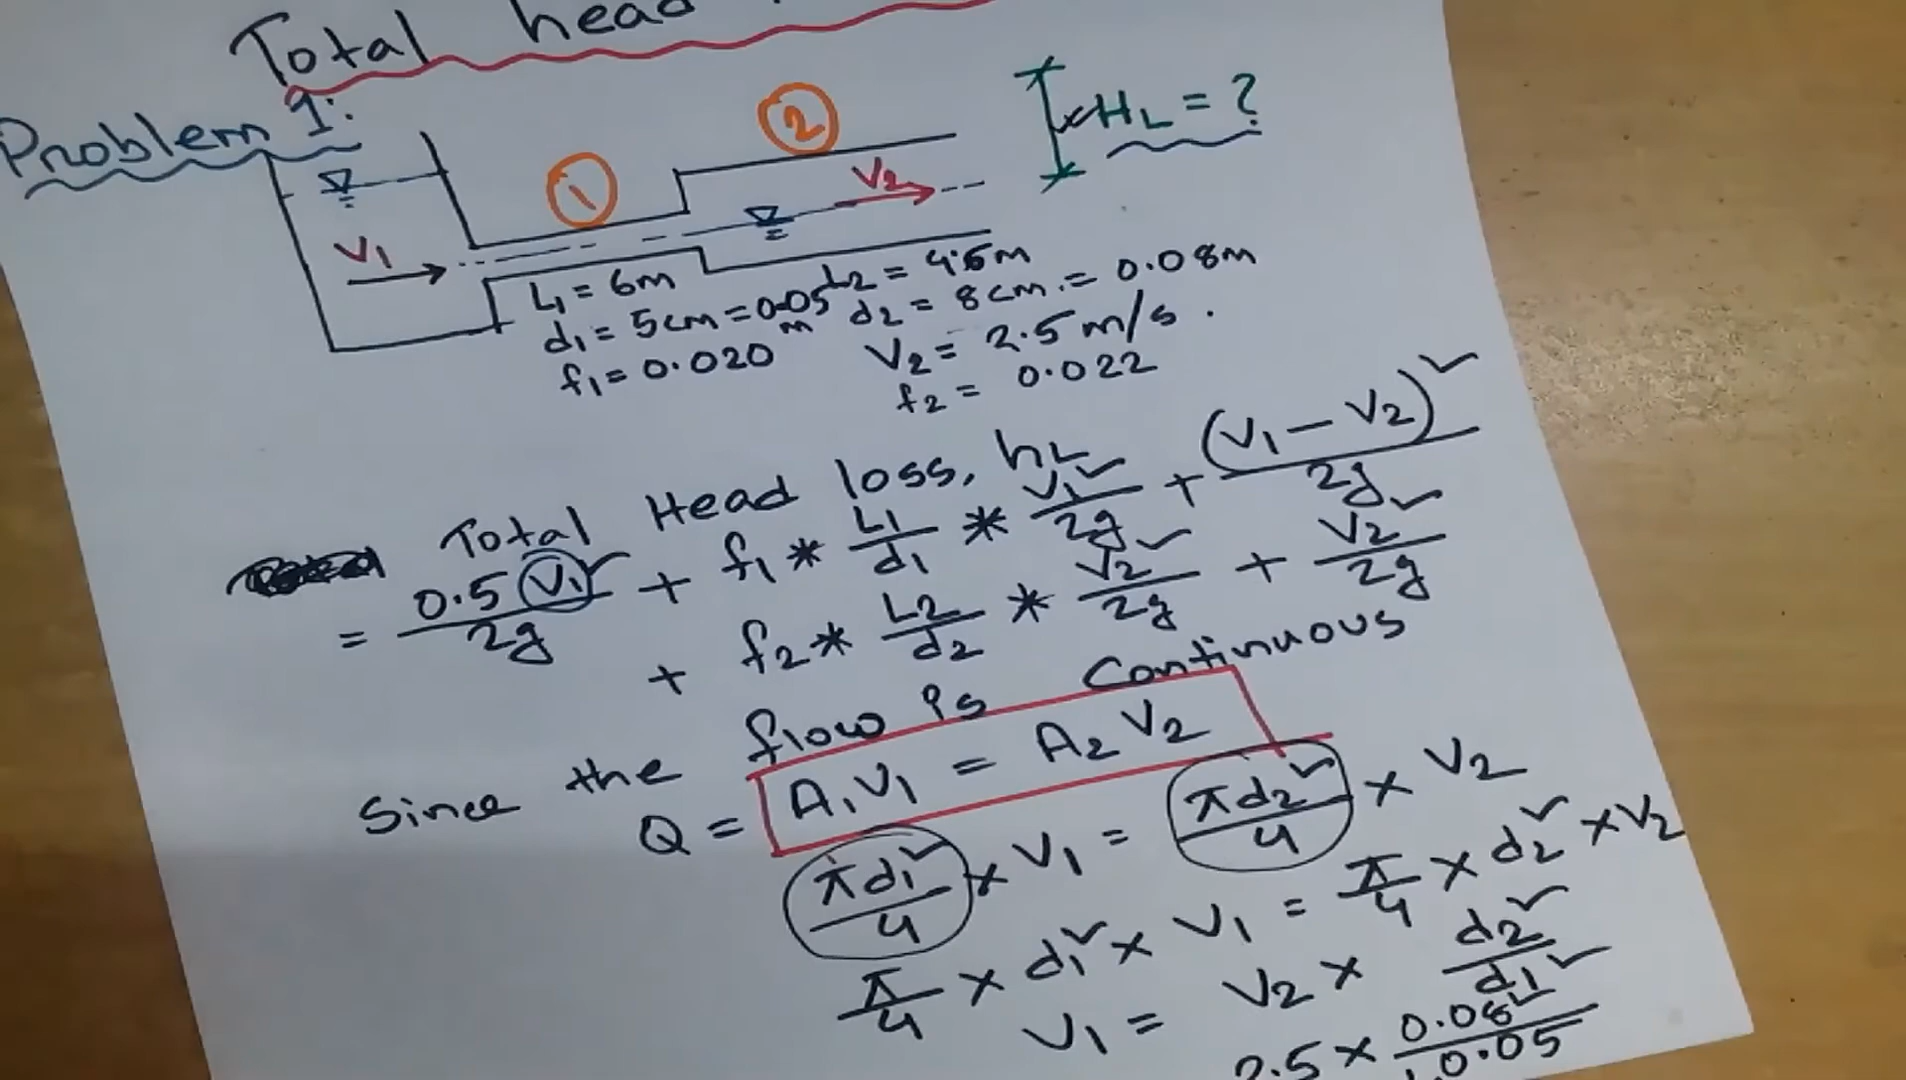 Total head
Problem 1:
HL = ?
1
2
V1
V2
L1 = 6m
d1 = 5cm = 0.05 m
f1 = 0.020
L2 = 4.5m
d2 = 8cm = 0.08m
V2 = 2.5 m/s.
f2 = 0.022
Total Head loss, hL
= 0.5 V1²/2g + f1 * L1/d1 * V1²/2g + (V1 - V2)²/2g
+ f2 * L2/d2 * V2²/2g + V2²/2g
Since the flow is Continuous
Q = A1V1 = A2V2
πd1²/4 × V1 = πd2²/4 × V2
π/4 × d1² × V1 = π/4 × d2² × V2
V1 = V2 × d2²/d1²
2.5 × 0.08²/0.05